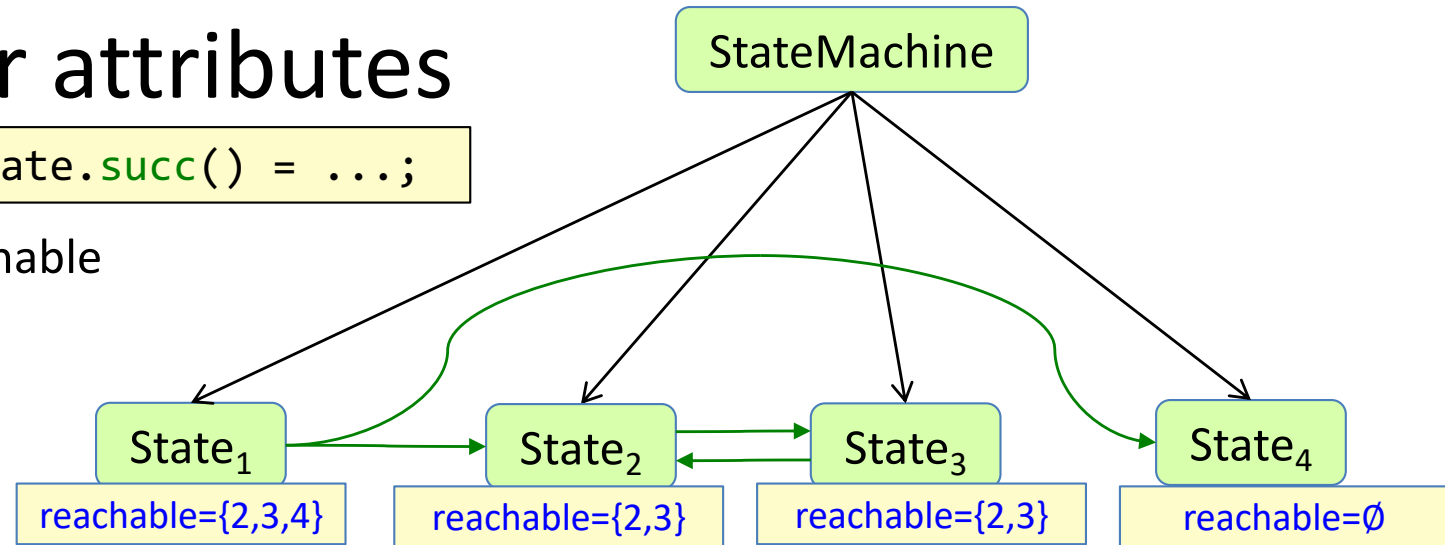 r attributes
StateMachine
ate.succ() = ...;
hable
State₁
State₂
State₃
State₄
reachable={2,3,4}
reachable={2,3}
reachable={2,3}
reachable=Ø